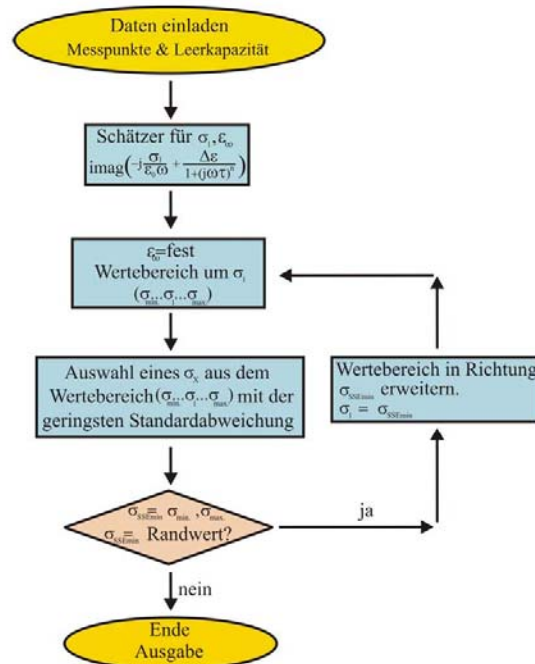 Daten einladen
Messpunkte & Leerkapazität
Schätzer für σ₁,ε∞
imag(-j σ₁/ε₀ω + Δε/1+(jωτ)ⁿ)
ε∞=fest
Wertebereich um σ₁
(σmin...σ₁...σmax)
Auswahl eines σX aus dem
Wertebereich(σmin...σ₁...σmax) mit der
geringsten Standardabweichung
Wertebereich in Richtung
σSSEmin erweitern.
σ₁ = σSSEmin
σSSEmin= σmin, σmax
σSSEmin= Randwert?
ja
nein
Ende
Ausgabe